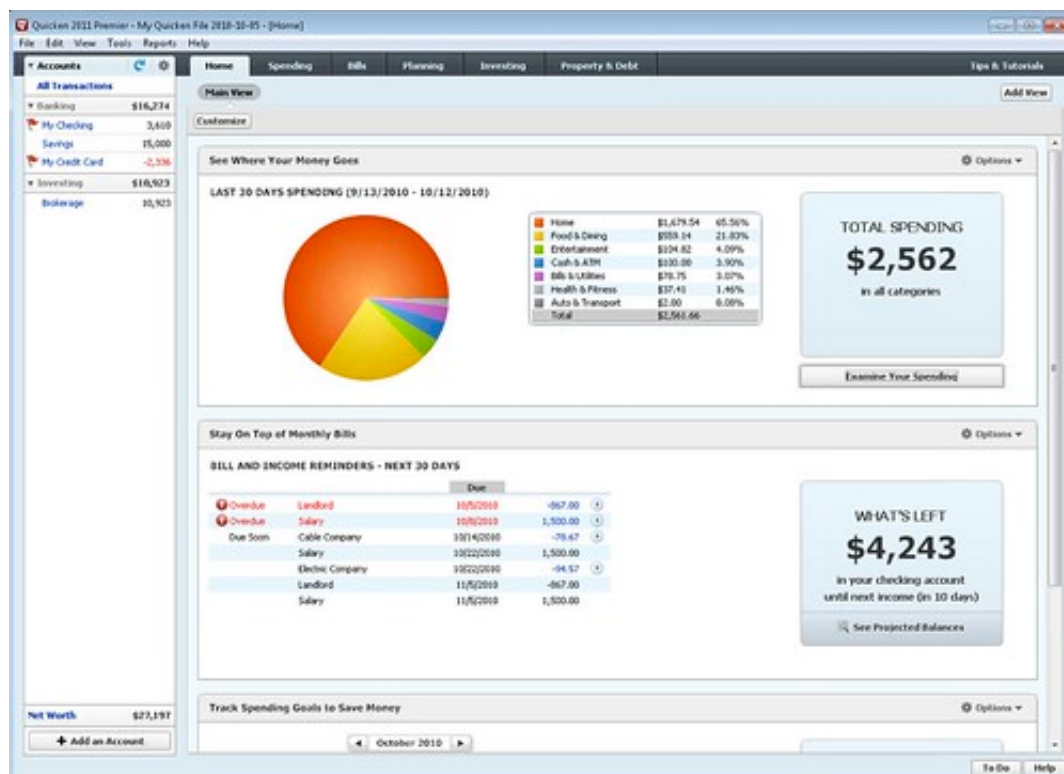 Quicken 2011 Premier - My Quicken File 2010-10-05 - [Home]
File Edit View Tools Reports Help
Accounts
Home Spending Bills Planning Investing Property & Debt Tips & Tutorials
All Transactions
Main View Add View
Banking $16,274
My Checking 3,610
Savings 15,000
My Credit Card -2,336
Investing $10,923
Brokerage 10,923
Net Worth $27,197
Add an Account
Customize
See Where Your Money Goes Options
LAST 30 DAYS SPENDING (9/13/2010 - 10/12/2010)
Home $1,679.54 65.56%
Food & Dining $559.14 21.83%
Entertainment $104.82 4.09%
Cash & ATM $100.00 3.90%
Bills & Utilities $78.75 3.07%
Health & Fitness $37.41 1.46%
Auto & Transport $2.00 0.08%
Total $2,561.66
TOTAL SPENDING
$2,562
in all categories
Examine Your Spending
Stay On Top of Monthly Bills Options
BILL AND INCOME REMINDERS - NEXT 30 DAYS
Due
Overdue Landlord 10/5/2010 -867.00
Overdue Salary 10/8/2010 1,500.00
Due Soon Cable Company 10/14/2010 -78.67
Salary 10/22/2010 1,500.00
Electric Company 10/22/2010 -94.57
Landlord 11/5/2010 -867.00
Salary 11/5/2010 1,500.00
WHAT'S LEFT
$4,243
in your checking account
until next income (in 10 days)
See Projected Balances
Track Spending Goals to Save Money Options
October 2010
To Do Help